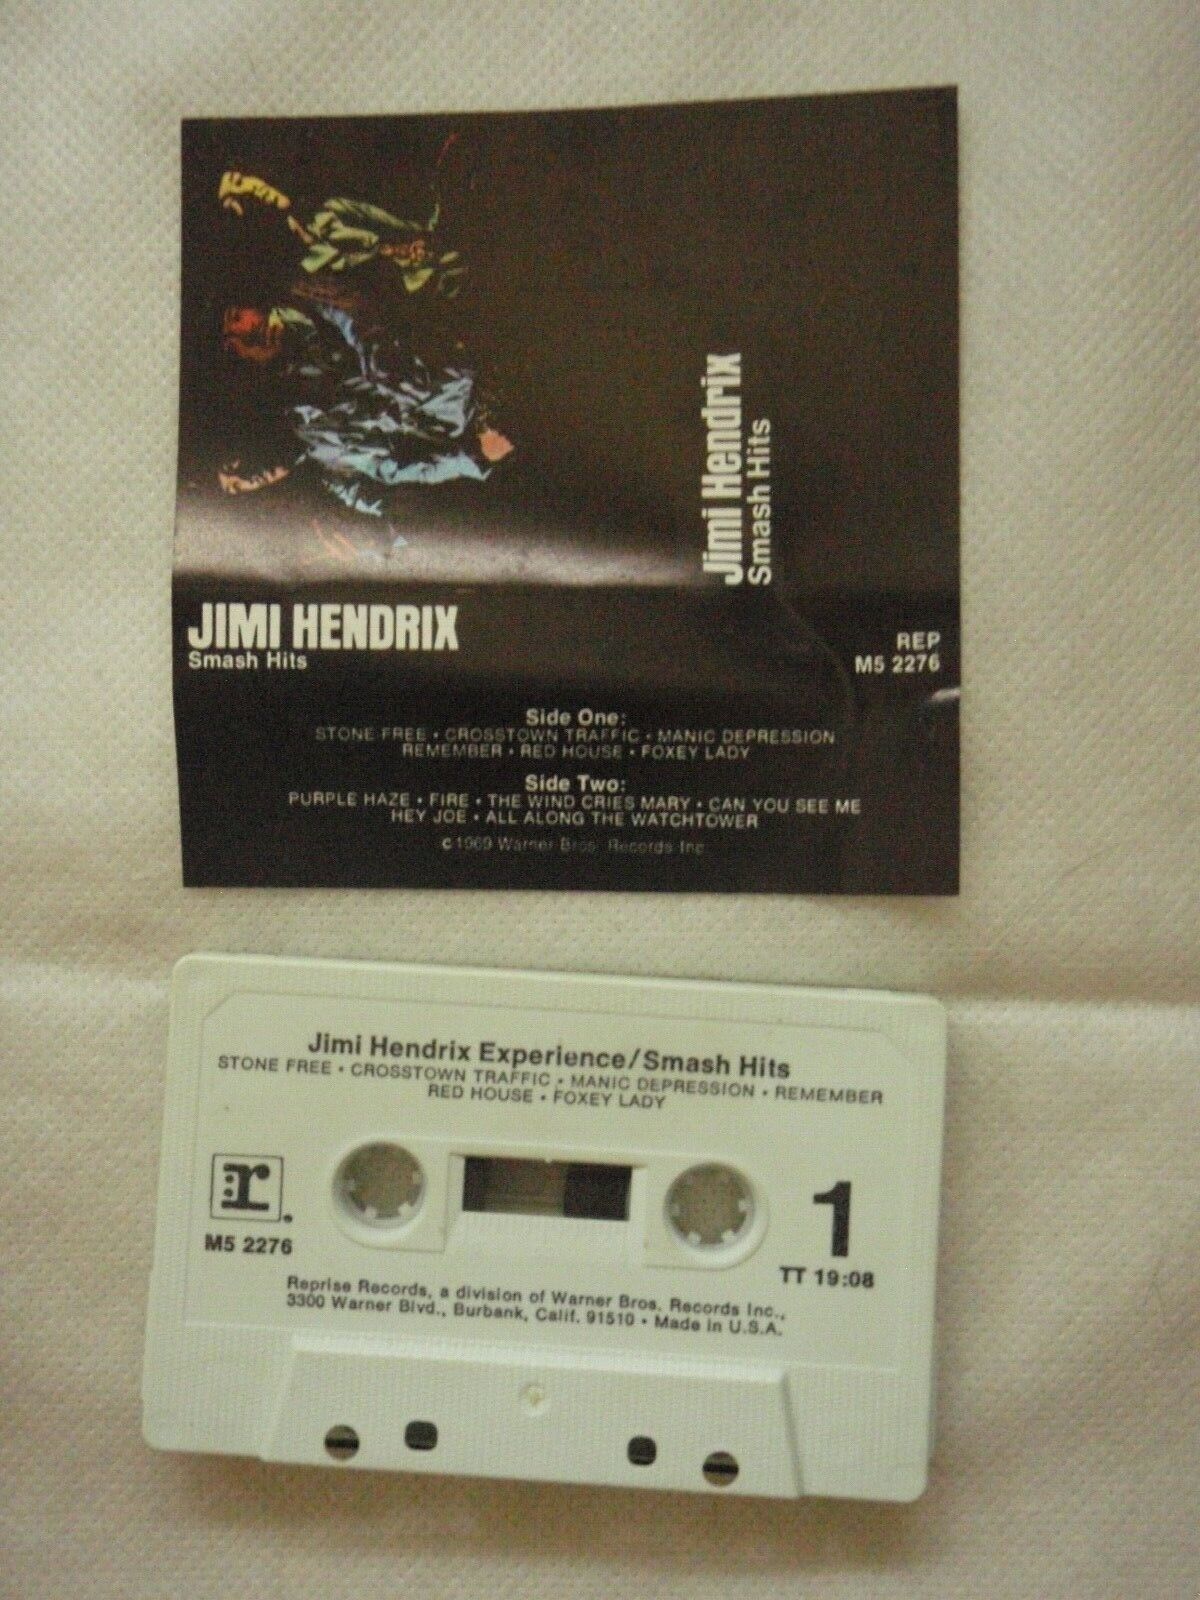 Jimi Hendrix
Smash Hits
JIMI HENDRIX
Smash Hits
REP
M5 2276
Side One:
STONE FREE • CROSSTOWN TRAFFIC • MANIC DEPRESSION
REMEMBER • RED HOUSE • FOXEY LADY
Side Two:
PURPLE HAZE • FIRE • THE WIND CRIES MARY • CAN YOU SEE ME
HEY JOE • ALL ALONG THE WATCHTOWER
c 1969 Warner Bros. Records Inc.
Jimi Hendrix Experience/Smash Hits
STONE FREE • CROSSTOWN TRAFFIC • MANIC DEPRESSION • REMEMBER
RED HOUSE • FOXEY LADY
r
M5 2276
1
TT 19:08
Reprise Records, a division of Warner Bros. Records Inc.,
3300 Warner Blvd., Burbank, Calif. 91510 • Made in U.S.A.